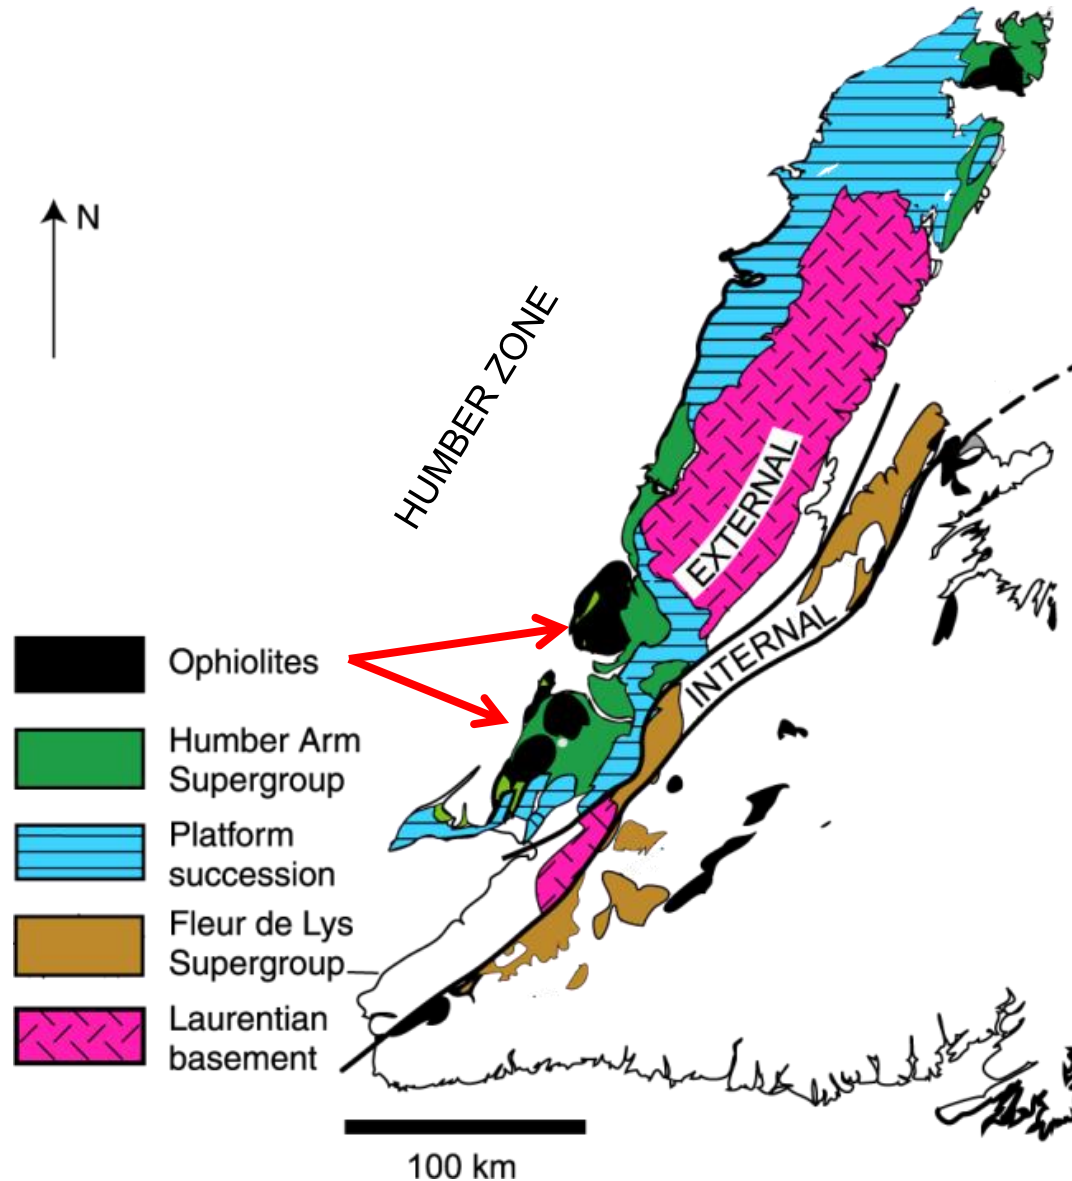 N
HUMBER ZONE
EXTERNAL
INTERNAL
Ophiolites
Humber Arm
Supergroup
Platform
succession
Fleur de Lys
Supergroup
Laurentian
basement
100 km